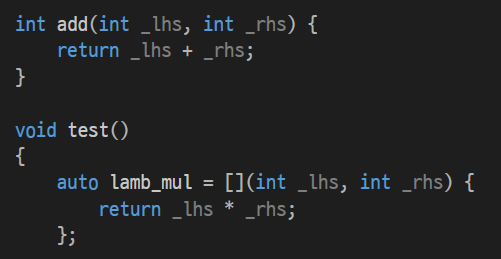 int add(int _lhs, int _rhs) {
    return _lhs + _rhs;
}

void test()
{
    auto lamb_mul = [](int _lhs, int _rhs) {
        return _lhs * _rhs;
    };